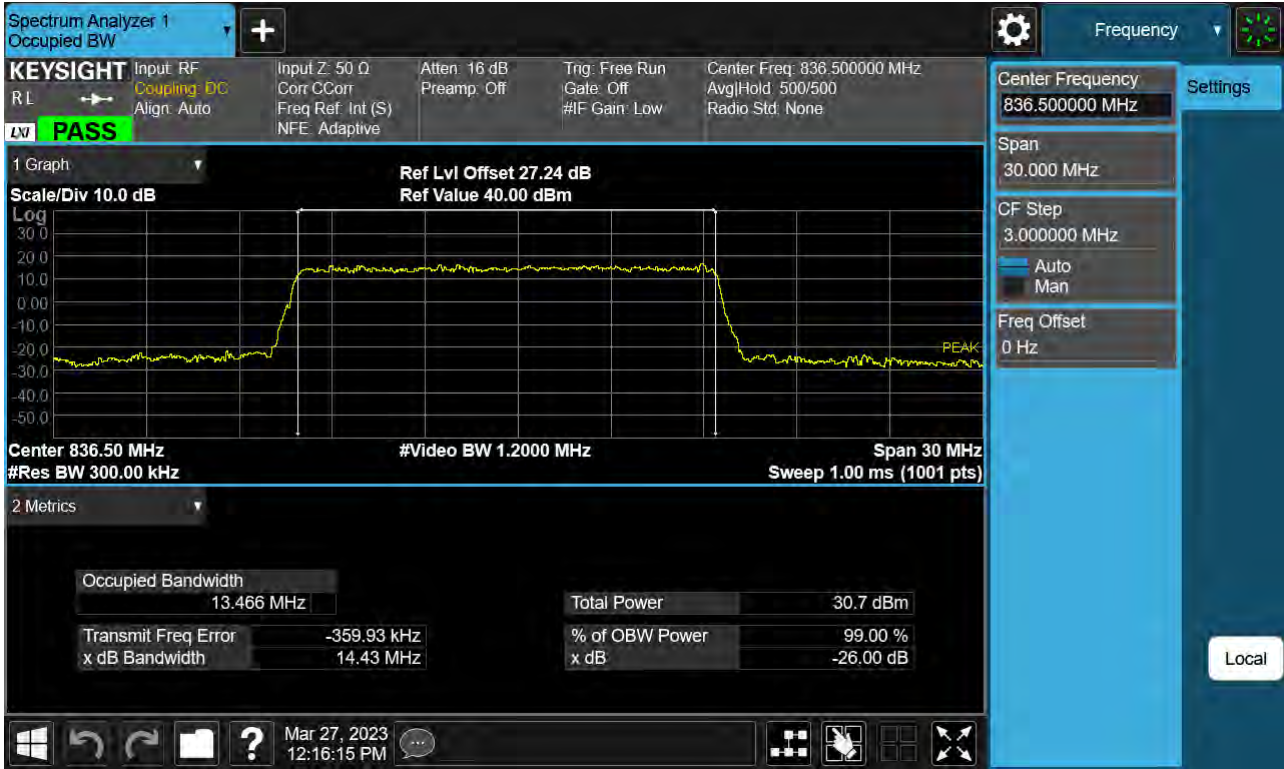 Spectrum Analyzer 1
Occupied BW
Frequency
KEYSIGHT
RL
LXI PASS
Input: RF
Coupling: DC
Align: Auto
Input Z: 50 Ω
Corr CCorr
Freq Ref: Int (S)
NFE: Adaptive
Atten: 16 dB
Preamp: Off
Trig: Free Run
Gate: Off
#IF Gain: Low
Center Freq: 836.500000 MHz
Avg|Hold: 500/500
Radio Std: None
1 Graph
Scale/Div 10.0 dB
Ref Lvl Offset 27.24 dB
Ref Value 40.00 dBm
Log
30.0
20.0
10.0
0.00
-10.0
-20.0
-30.0
-40.0
-50.0
PEAK
Center 836.50 MHz
#Video BW 1.2000 MHz
Span 30 MHz
#Res BW 300.00 kHz
Sweep 1.00 ms (1001 pts)
2 Metrics
Occupied Bandwidth
13.466 MHz
Total Power 30.7 dBm
Transmit Freq Error -359.93 kHz
% of OBW Power 99.00 %
x dB Bandwidth 14.43 MHz
x dB -26.00 dB
Center Frequency
836.500000 MHz
Settings
Span
30.000 MHz
CF Step
3.000000 MHz
Auto
Man
Freq Offset
0 Hz
Local
?
Mar 27, 2023
12:16:15 PM